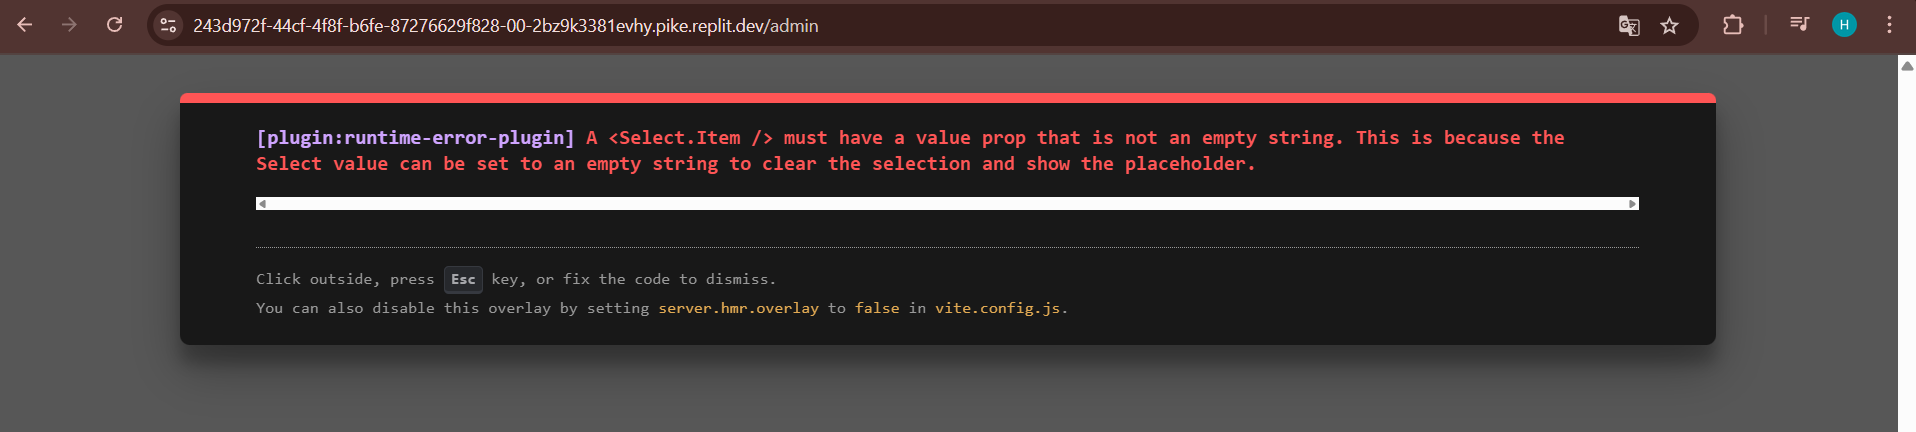 243d972f-44cf-4f8f-b6fe-87276629f828-00-2bz9k3381evhy.pike.replit.dev/admin
H
[plugin:runtime-error-plugin] A <Select.Item /> must have a value prop that is not an empty string. This is because the
Select value can be set to an empty string to clear the selection and show the placeholder.
Click outside, press Esc key, or fix the code to dismiss.
You can also disable this overlay by setting server.hmr.overlay to false in vite.config.js.